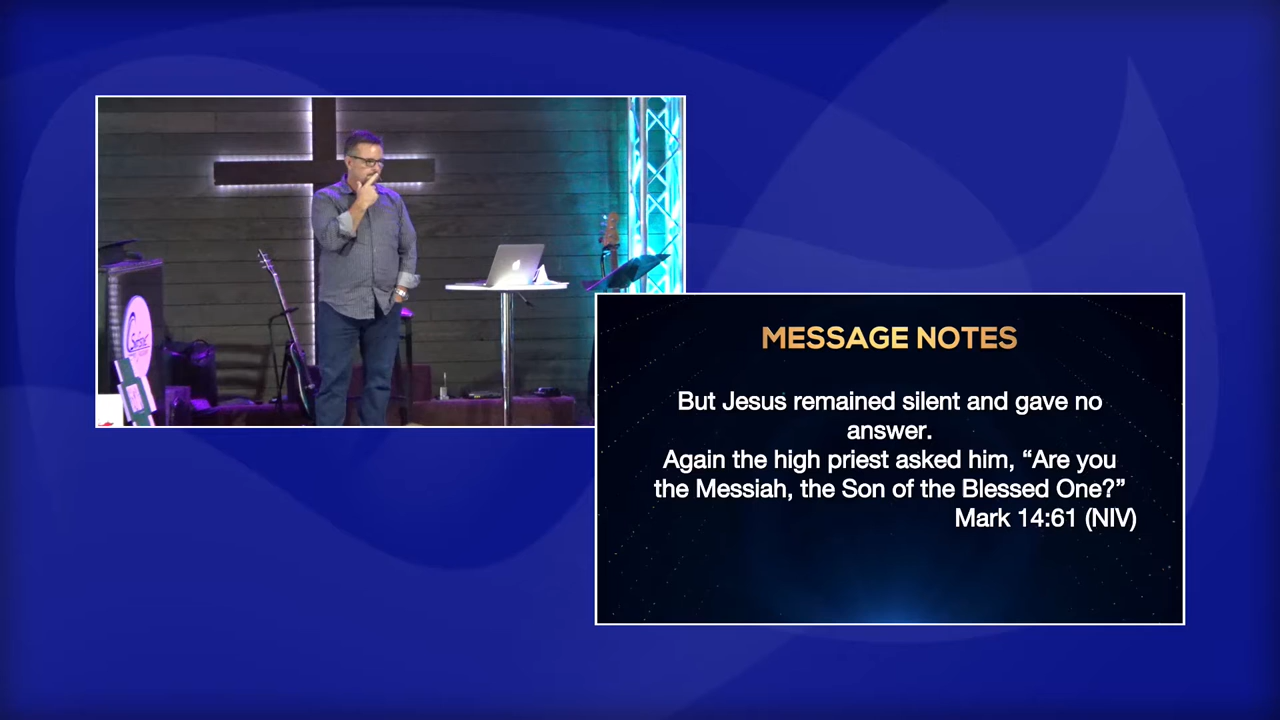 MESSAGE NOTES
But Jesus remained silent and gave no
answer.
Again the high priest asked him, “Are you
the Messiah, the Son of the Blessed One?”
Mark 14:61 (NIV)